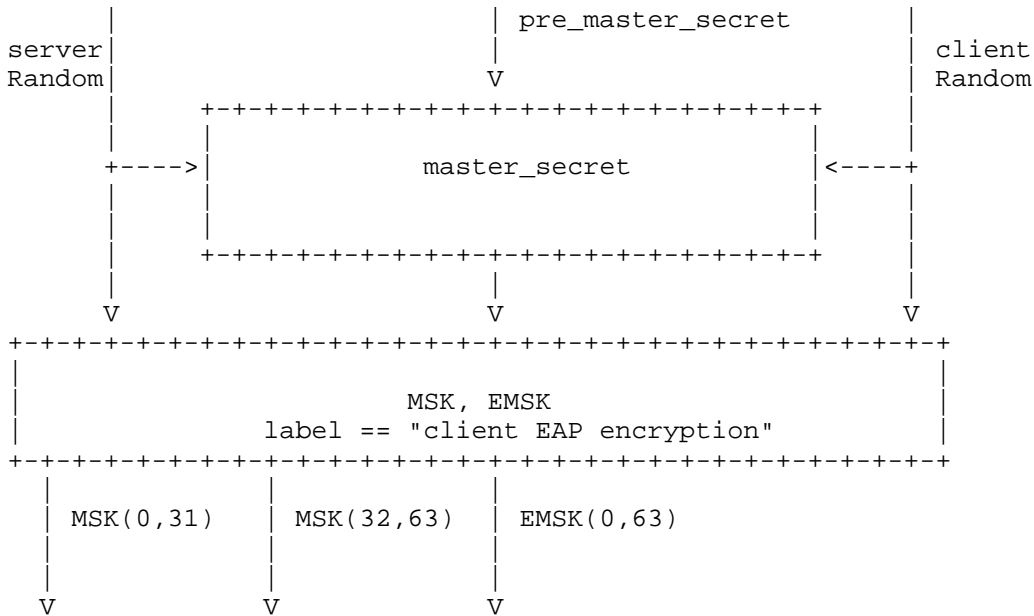 pre_master_secret
server client
Random Random
master_secret
MSK, EMSK
label == "client EAP encryption"
MSK(0,31) MSK(32,63) EMSK(0,63)